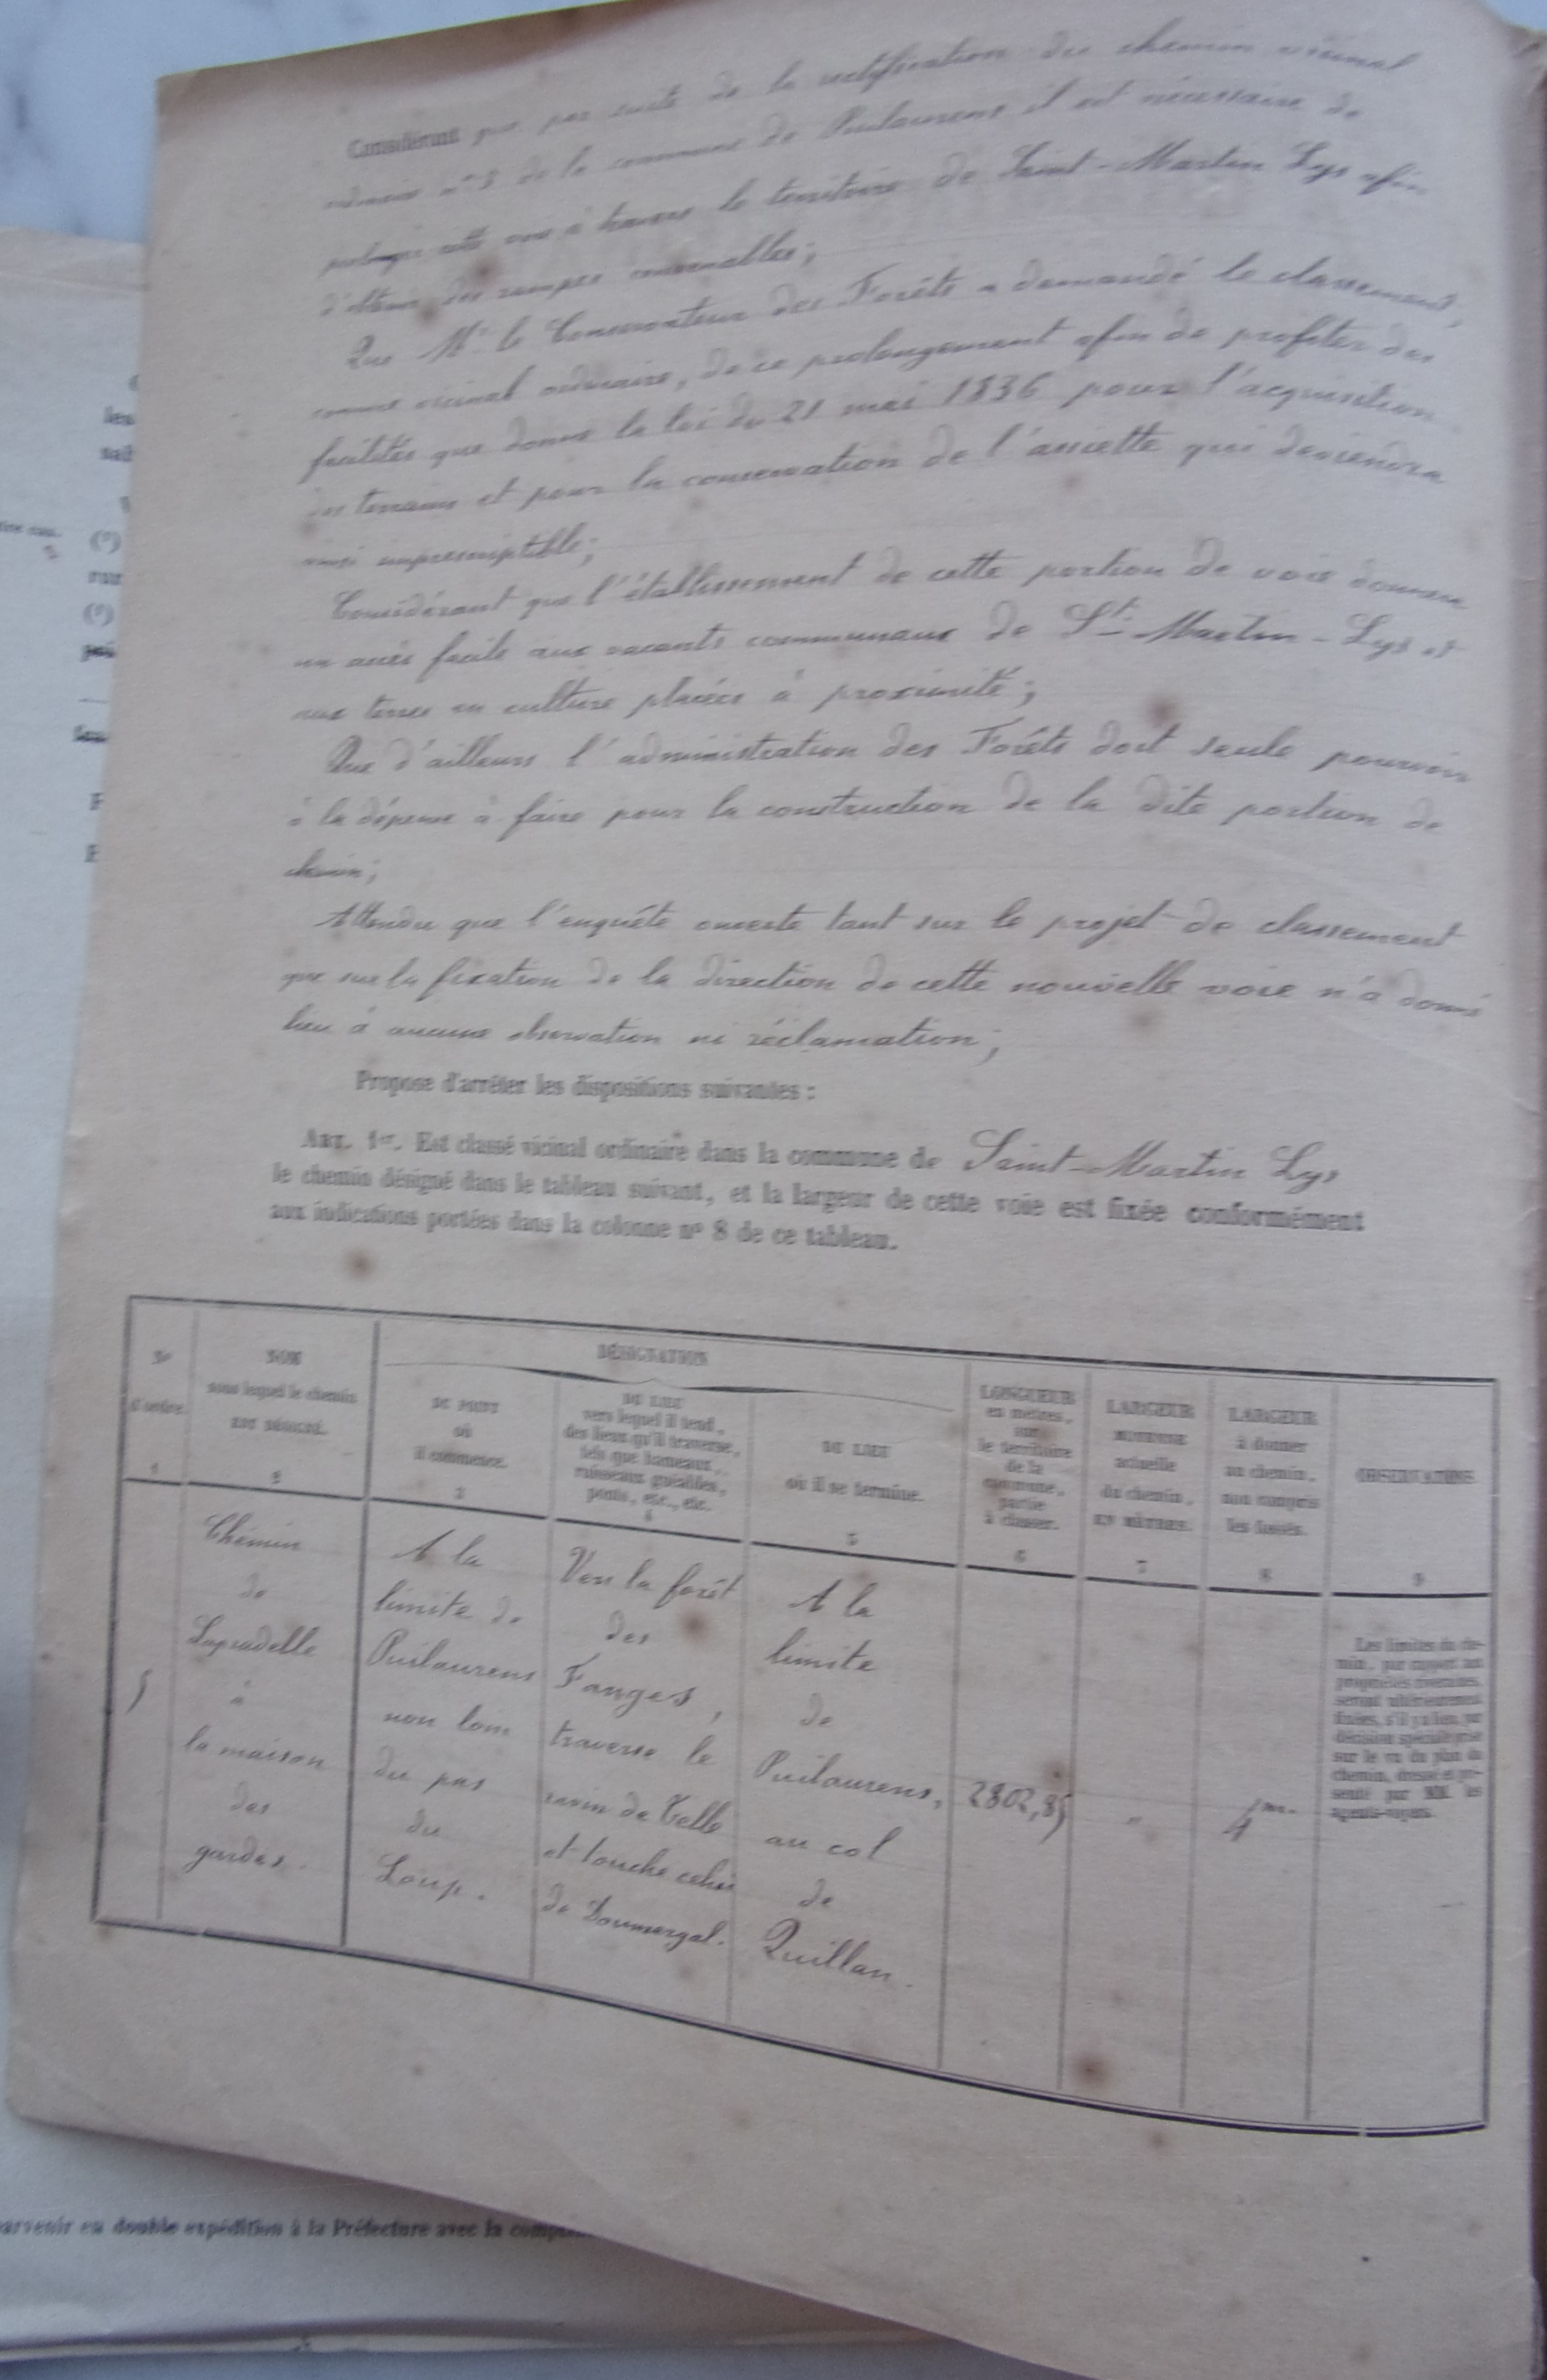 Considérant que par suite de la rectification du chemin vicinal
ordinaire n° 3 de la commune de Puilaurens il est nécessaire de
prolonger cette voie à travers le territoire de Saint-Martin Lys afin
d'obtenir des rampes convenables;
Que Mr le Conservateur des Forêts a demandé le classement,
comme vicinal ordinaire, de ce prolongement afin de profiter des
facilités que donne la loi du 21 mai 1836 pour l'acquisition
des terrains et pour la conservation de l'assiette qui deviendra
ainsi imprescriptible;
Considérant que l'établissement de cette portion de voie donnera
un accès facile aux vacants communaux de St-Martin-Lys et
aux terres en culture placées à proximité;
Que d'ailleurs l'administration des Forêts doit seule pourvoir
à la dépense à faire pour la construction de la dite portion de
chemin;
Attendu que l'enquête ouverte tant sur le projet de classement
que sur la fixation de la direction de cette nouvelle voie n'a donné
lieu à aucune observation ni réclamation;
Propose d'arrêter les dispositions suivantes :
ART. 1er. Est classé vicinal ordinaire dans la commune de Saint-Martin Lys
le chemin désigné dans le tableau suivant, et la largeur de cette voie est fixée conformément
aux indications portées dans la colonne n° 8 de ce tableau.
DÉSIGNATION
No
d'ordre.
1
NOM
sous lequel le chemin
EST DÉSIGNÉ.
2
DU POINT
où
il commence.
3
DU LIEU
vers lequel il tend,
des lieux qu'il traverse,
tels que hameaux,
ruisseaux guéables,
ponts, etc., etc.
4
DU LIEU
où il se termine.
5
LONGUEUR
en mètres,
sur
le territoire
de la
commune,
partie
à classer.
6
LARGEUR
MOYENNE
actuelle
du chemin,
EN MÈTRES.
7
LARGEUR
à donner
au chemin,
non compris
les fossés.
8
OBSERVATIONS
9
5
Chemin
de
Lapradelle
à
la maison
des
gardes.
A la
limite de
Puilaurens
non loin
du pas
du
Loup.
Vers la forêt
des
Fanges,
traverse le
ravin de Celle
et touche celui
de Doumergal.
A la
limite
de
Puilaurens,
au col
de
Quillan.
2802,85
"
4m.
Les limites du che-
min, par rapport aux
propriétés riveraines,
seront ultérieurement
fixées, s'il y a lieu, par
décision spéciale prise
sur le vu du plan du
chemin, dressé et pré-
senté par MM. les
agents-voyers.
arvenir en double expédition à la Préfecture avec la